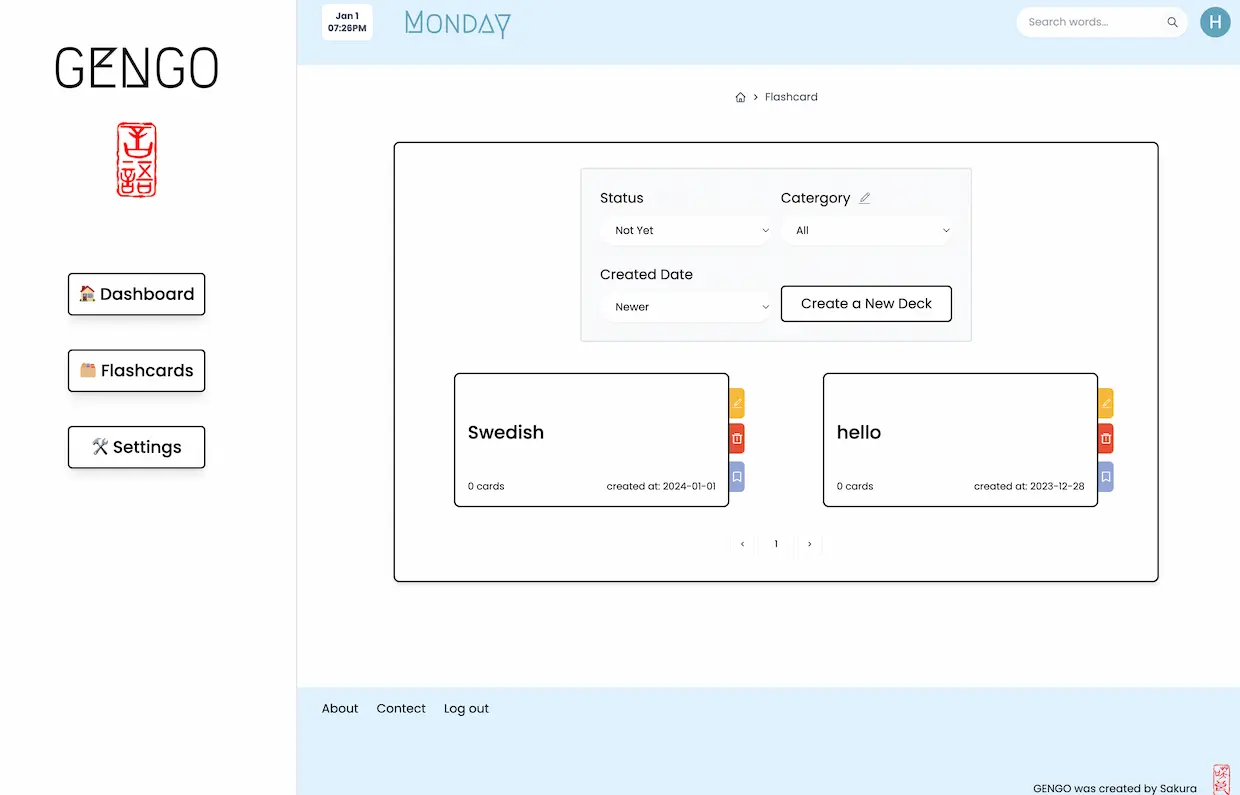 GENGO
言語
Dashboard
Flashcards
Settings
Jan 1
07:26PM
MONDAY
Search words...
H
> Flashcard
Status
Catergory
Not Yet
All
Created Date
Newer
Create a New Deck
Swedish
0 cards
created at: 2024-01-01
hello
0 cards
created at: 2023-12-28
< 1 >
About
Contect
Log out
GENGO was created by Sakura